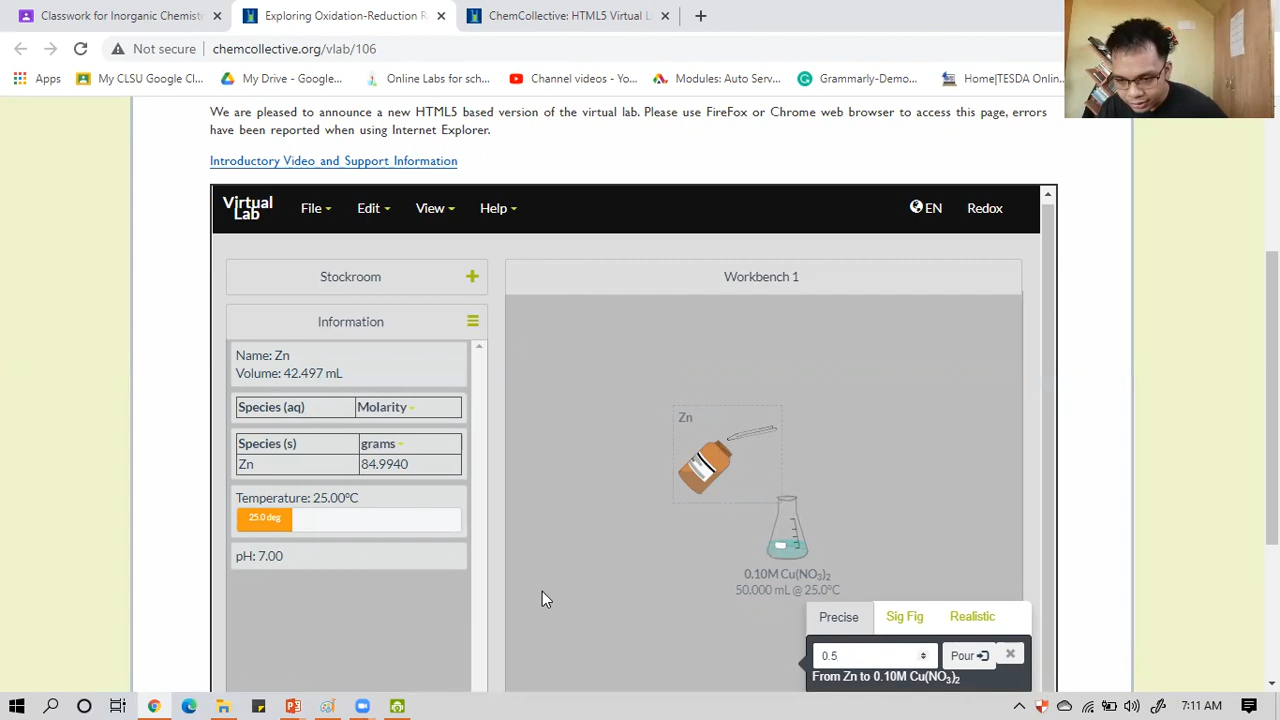 Classwork for Inorganic Chemist
Exploring Oxidation-Reduction R
ChemCollective: HTML5 Virtual L
Not secure
chemcollective.org/vlab/106
Apps
My CLSU Google Cl...
My Drive - Google...
Online Labs for sch...
Channel videos - Yo...
Modules: Auto Serv...
Grammarly-Demo...
Home|TESDA Onlin
We are pleased to announce a new HTML5 based version of the virtual lab. Please use FireFox or Chrome web browser to access this page, errors
have been reported when using Internet Explorer.
Introductory Video and Support Information
Virtual Lab
File
Edit
View
Help
EN
Redox
Stockroom
Workbench 1
Information
Name: Zn
Volume: 42.497 mL
Species (aq) Molarity
Species (s) grams
Zn 84.9940
Temperature: 25.00°C
25.0 deg
pH: 7.00
Zn
0.10M Cu(NO₃)₂
50.000 mL @ 25.0°C
Precise
Sig Fig
Realistic
0.5
Pour
From Zn to 0.10M Cu(NO₃)₂
7:11 AM